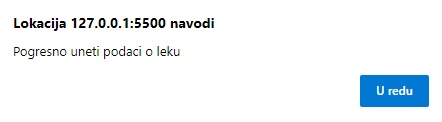 Lokacija 127.0.0.1:5500 navodi
Pogresno uneti podaci o leku
U redu